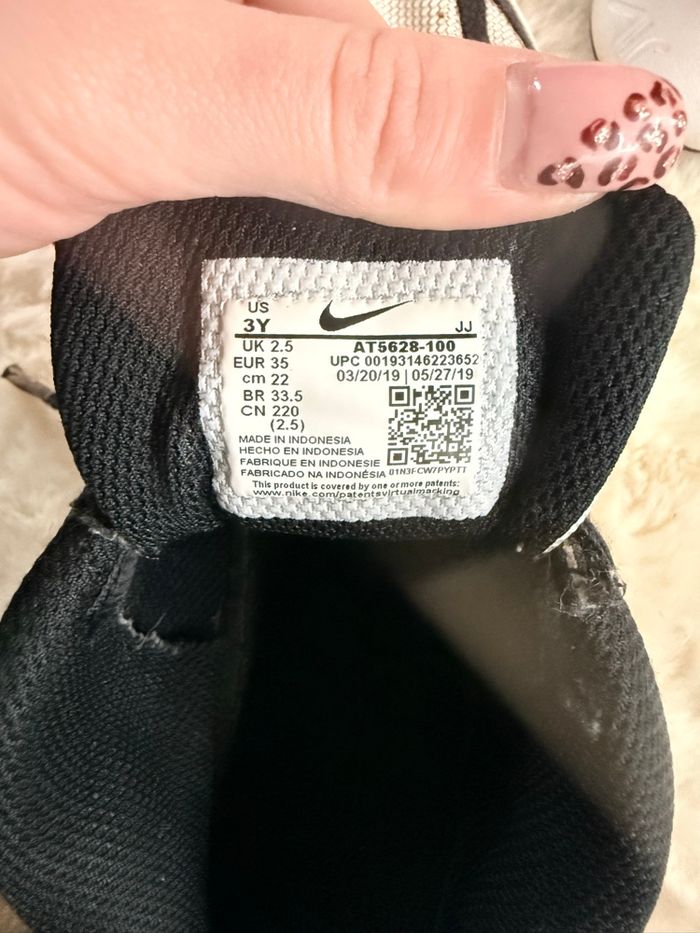 US
3Y
JJ
UK 2.5
EUR 35
cm 22
BR 33.5
CN 220
(2.5)
AT5628-100
UPC 00193146223652
03/20/19 | 05/27/19
MADE IN INDONESIA
HECHO EN INDONESIA
FABRIQUE EN INDONESIE
FABRICADO NA INDONÉSIA
01N3FCW7PYPTT
This product is covered by one or more patents:
www.nike.com/patentsvirtualmarking